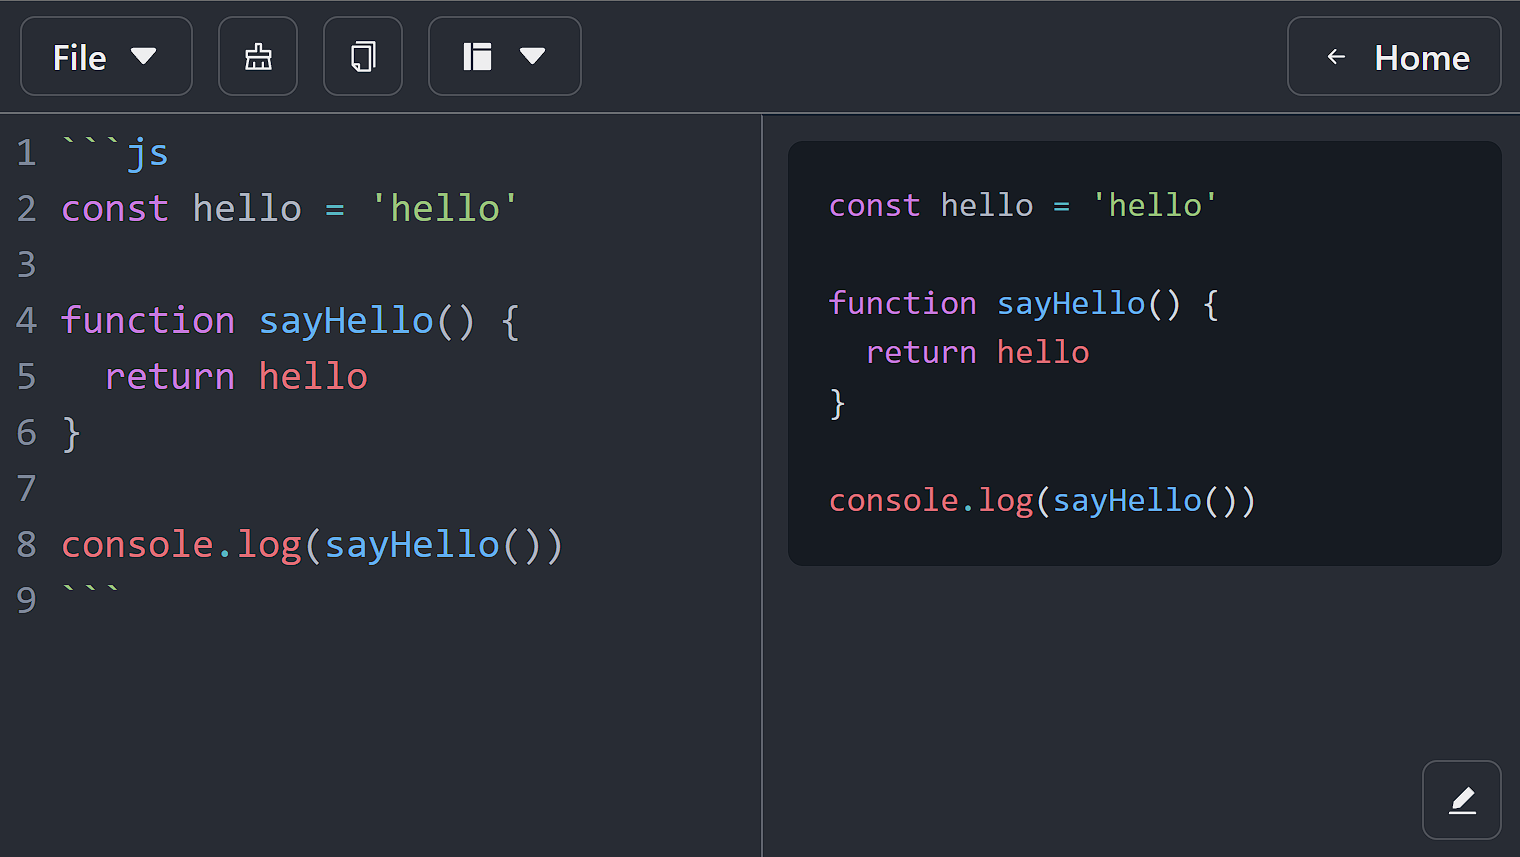 File
Home
1 ```js
2 const hello = 'hello'
3
4 function sayHello() {
5   return hello
6 }
7
8 console.log(sayHello())
9 ```
const hello = 'hello'

function sayHello() {
  return hello
}

console.log(sayHello())